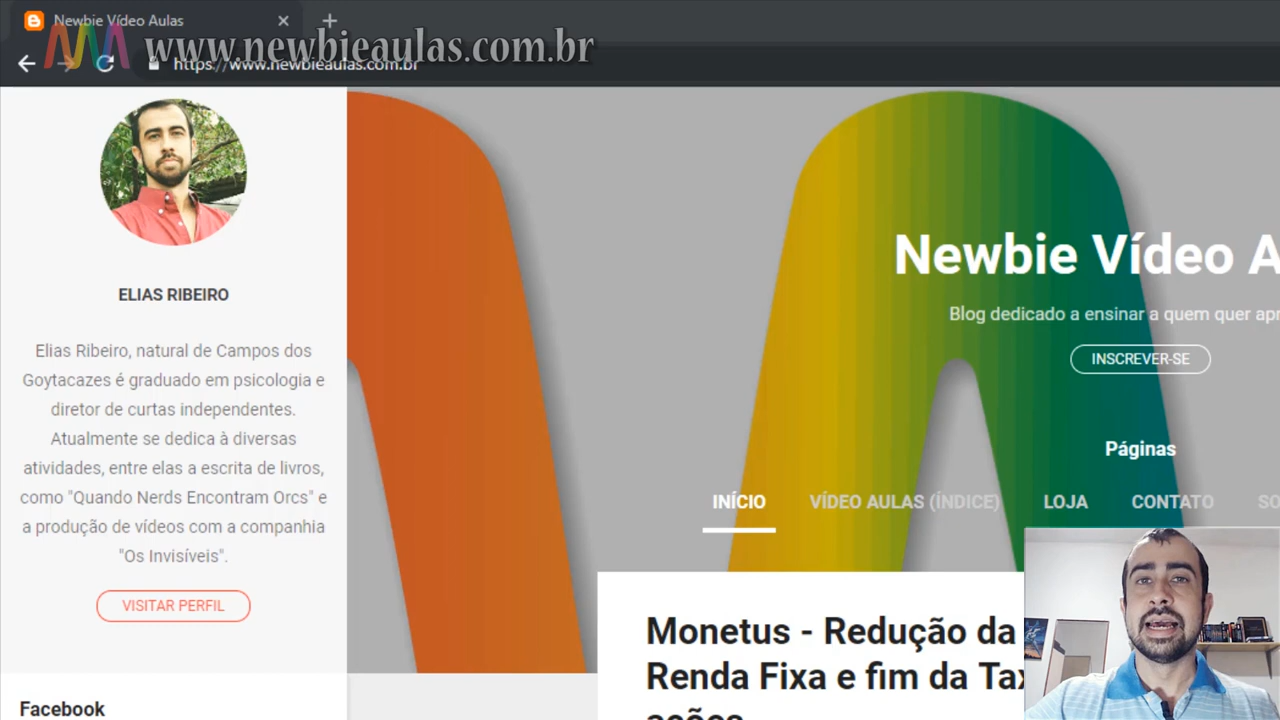 Newbie Vídeo Aulas
www.newbieaulas.com.br
https://www.newbieaulas.com.br
ELIAS RIBEIRO
Elias Ribeiro, natural de Campos dos
Goytacazes é graduado em psicologia e
diretor de curtas independentes.
Atualmente se dedica à diversas
atividades, entre elas a escrita de livros,
como "Quando Nerds Encontram Orcs" e
a produção de vídeos com a companhia
"Os Invisíveis".
VISITAR PERFIL
Facebook
Newbie Vídeo A
Blog dedicado a ensinar a quem quer apr
INSCREVER-SE
Páginas
INÍCIO VÍDEO AULAS (ÍNDICE) LOJA CONTATO SO
Monetus - Redução da
Renda Fixa e fim da Tax
ações